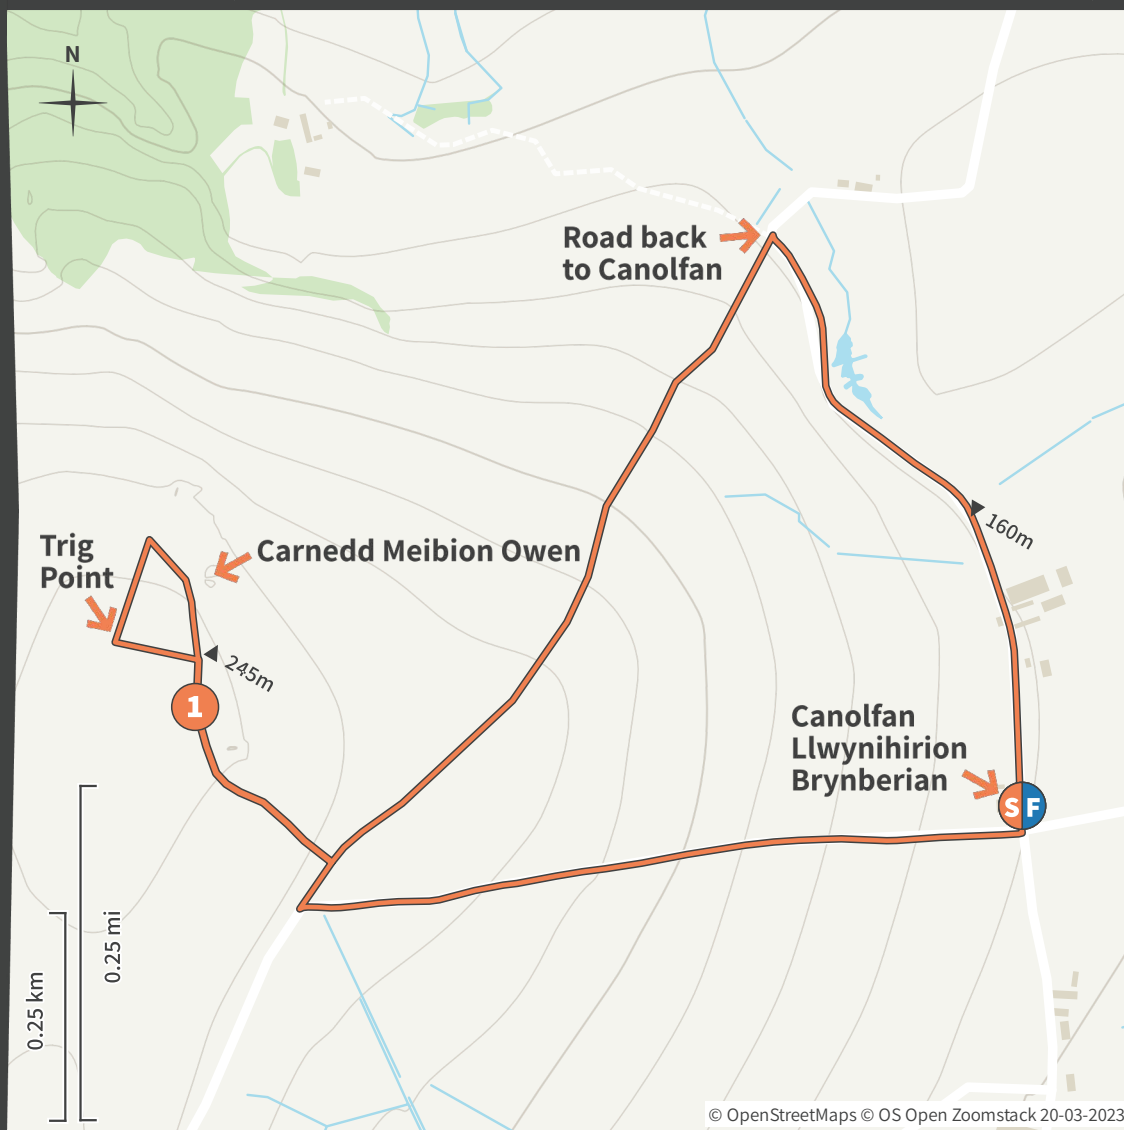 N
Road back
to Canolfan
160m
Trig
Point
Carnedd Meibion Owen
245m
1
Canolfan
Llwynihirion
Brynberian
S F
0.25 mi
0.25 km
© OpenStreetMaps © OS Open Zoomstack 20-03-2023